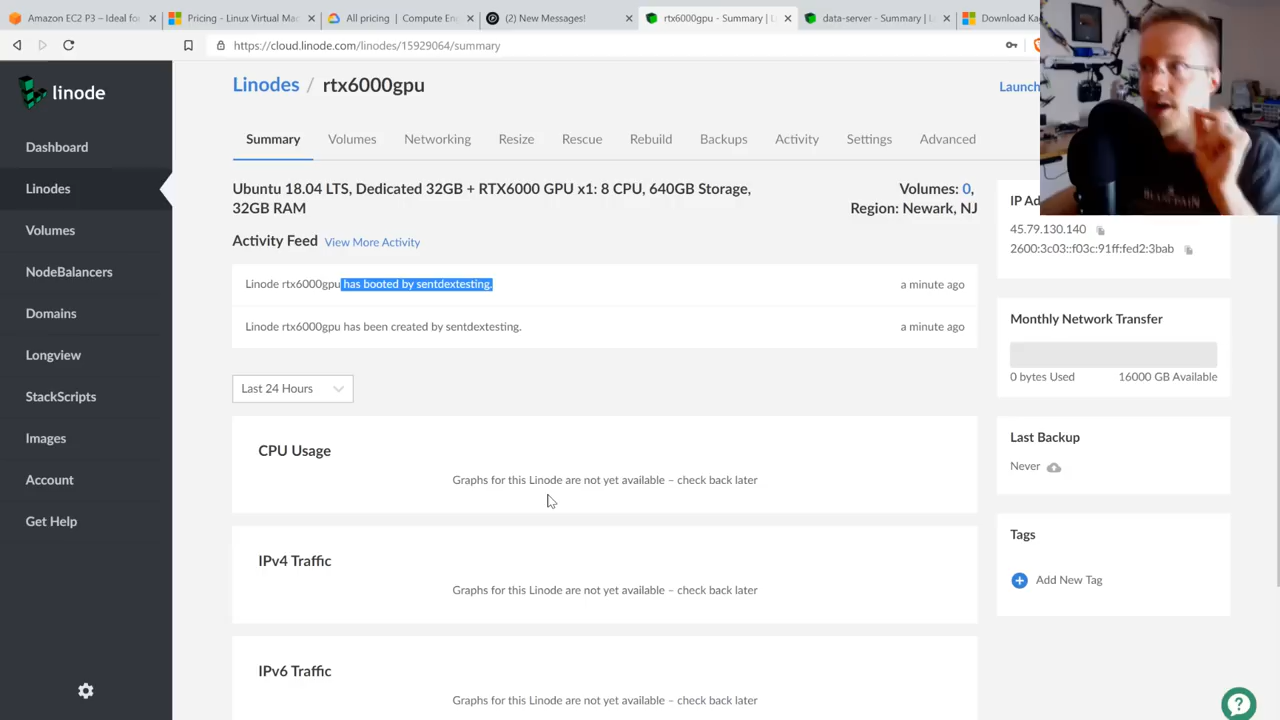 Amazon EC2 P3 – Ideal for
Pricing - Linux Virtual Ma
All pricing | Compute En
(2) New Messages!
rtx6000gpu - Summary | L
data-server - Summary | L
Download Ka
https://cloud.linode.com/linodes/15929064/summary
linode
Dashboard
Linodes
Volumes
NodeBalancers
Domains
Longview
StackScripts
Images
Account
Get Help
Linodes / rtx6000gpu
Launch
Summary
Volumes
Networking
Resize
Rescue
Rebuild
Backups
Activity
Settings
Advanced
Ubuntu 18.04 LTS, Dedicated 32GB + RTX6000 GPU x1: 8 CPU, 640GB Storage,
32GB RAM
Volumes: 0,
Region: Newark, NJ
Activity Feed View More Activity
Linode rtx6000gpu has booted by sentdextesting. a minute ago
Linode rtx6000gpu has been created by sentdextesting. a minute ago
Last 24 Hours
CPU Usage
Graphs for this Linode are not yet available – check back later
IPv4 Traffic
Graphs for this Linode are not yet available – check back later
IPv6 Traffic
Graphs for this Linode are not yet available – check back later
IP Ad
45.79.130.140
2600:3c03::f03c:91ff:fed2:3bab
Monthly Network Transfer
0 bytes Used 16000 GB Available
Last Backup
Never
Tags
Add New Tag